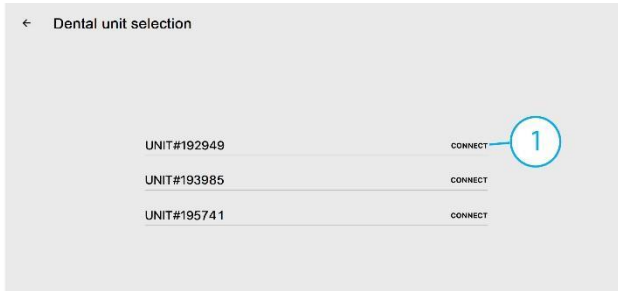 ← Dental unit selection
UNIT#192949 CONNECT 1
UNIT#193985 CONNECT
UNIT#195741 CONNECT